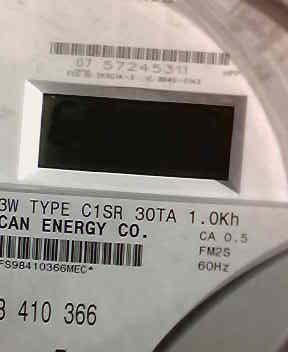 07 57245311
3W TYPE C1SR 30TA 1.0Kh
CAN ENERGY CO.
CA 0.5
FM2S
60Hz
FS98410366MEC*
410 366